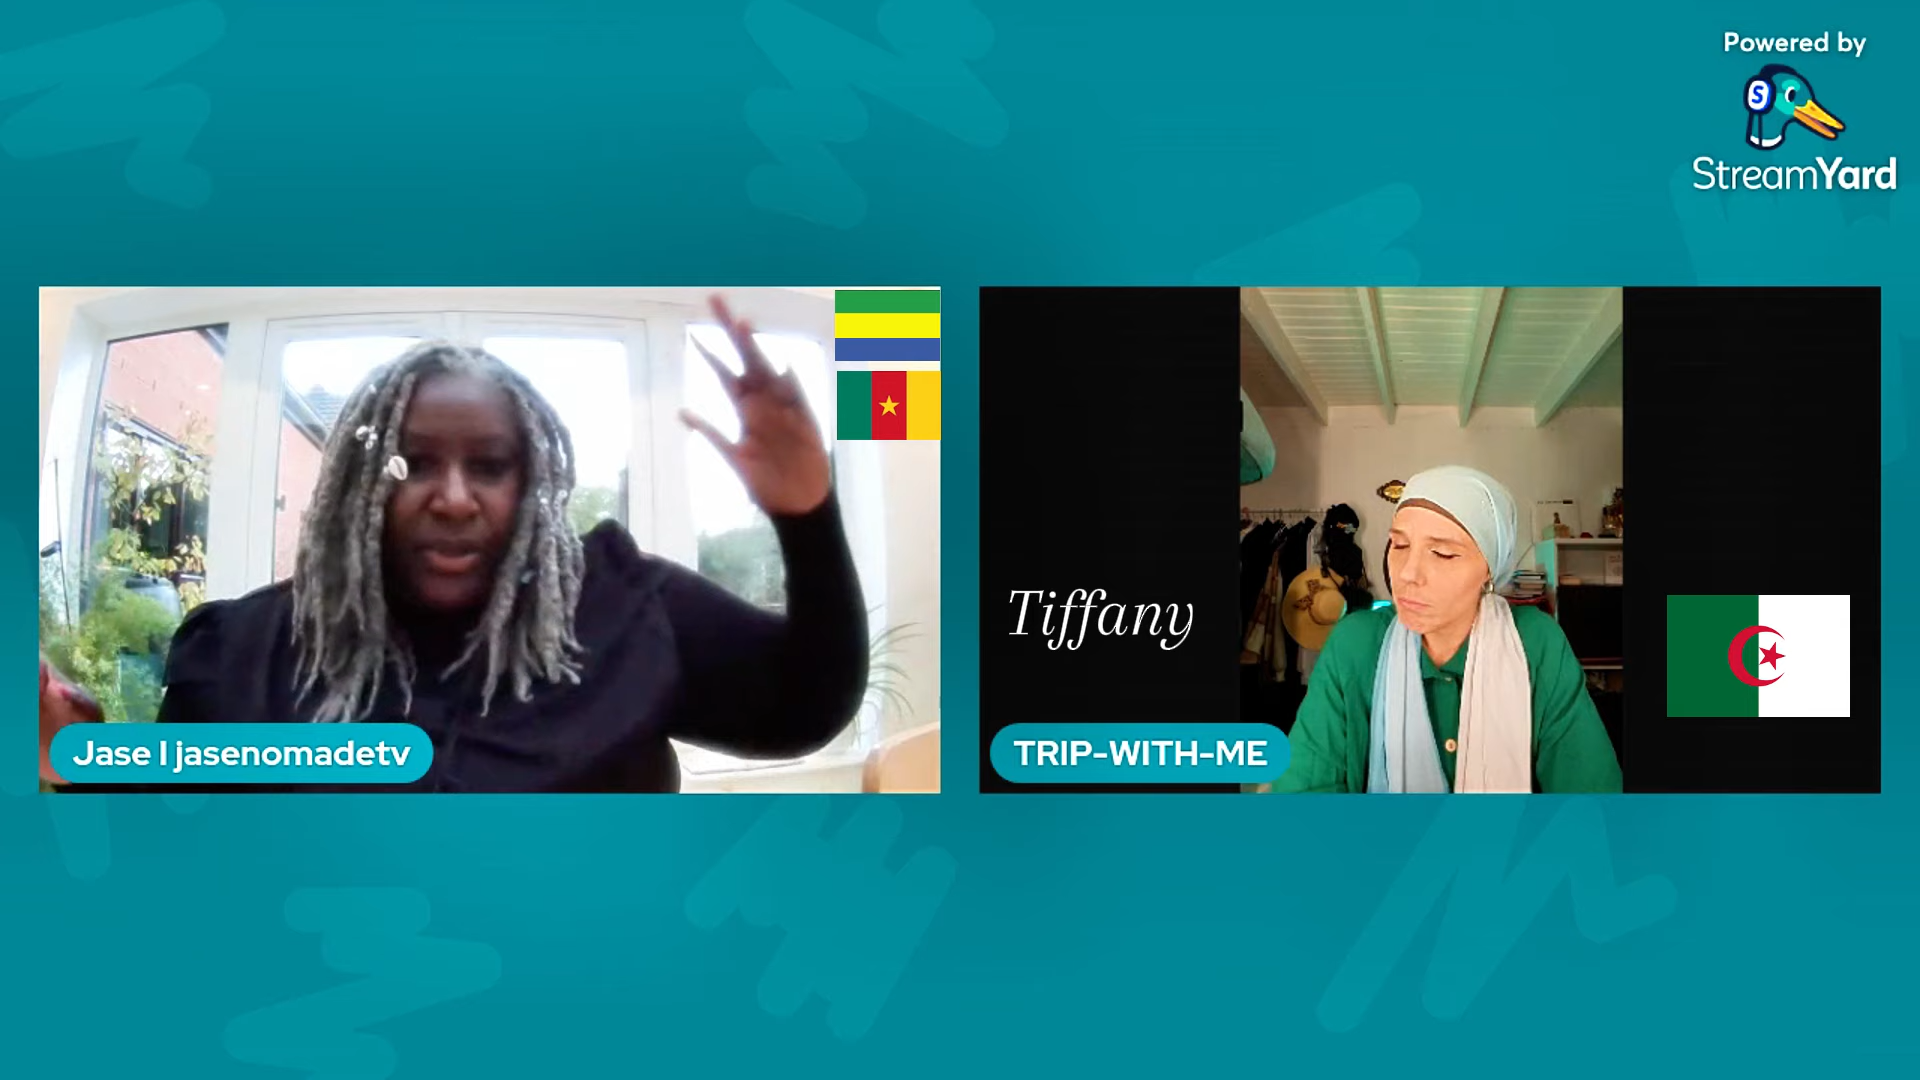 Powered by
S
StreamYard
Tiffany
Jase I jasenomadetv
TRIP-WITH-ME